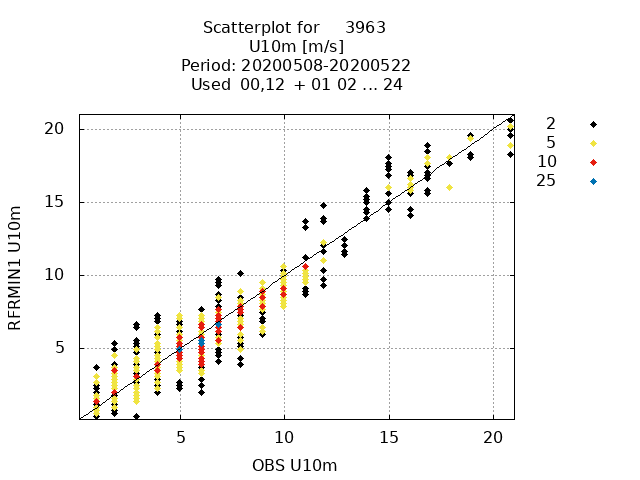 Scatterplot for 3963
U10m [m/s]
Period: 20200508-20200522
Used 00,12 + 01 02 ... 24
RFRMIN1 U10m
20
15
10
5
5 10 15 20
OBS U10m
2
5
10
25